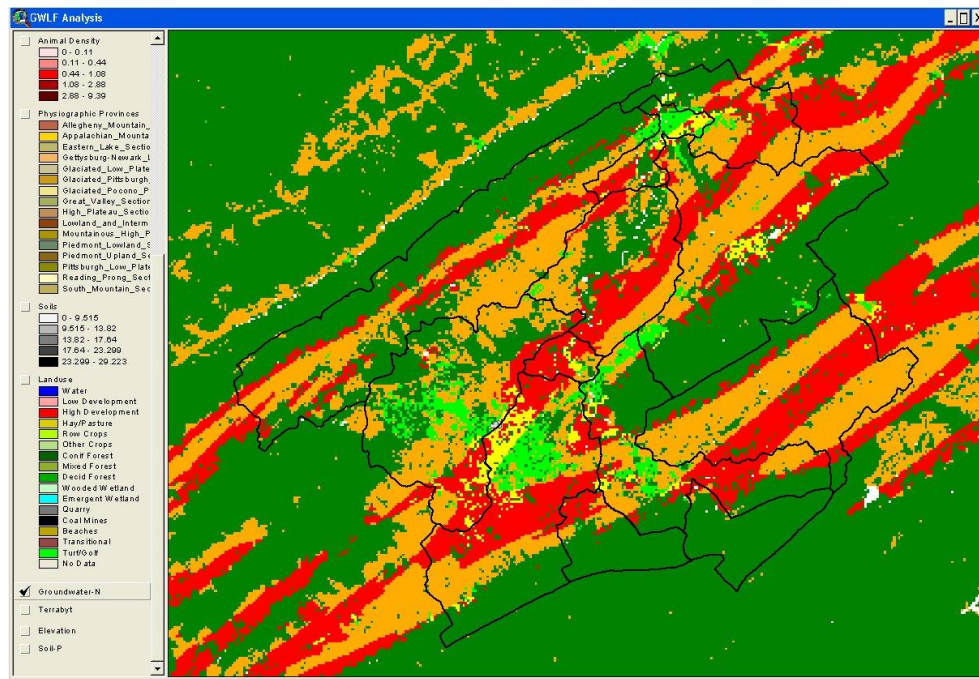 GWLF Analysis
Animal Density
0 - 0.11
0.11 - 0.44
0.44 - 1.08
1.08 - 2.88
2.88 - 9.39
Physiographic Provinces
Allegheny_Mountain_
Appalachian_Mounta
Eastern_Lake_Sectio
Gettysburg-Newark_L
Glaciated_Low_Plate
Glaciated_Pittsburgh_
Glaciated_Pocono_P
Great_Valley_Section
High_Plateau_Sectio
Lowland_and_Interm
Mountainous_High_P
Piedmont_Lowland_S
Piedmont_Upland_Se
Pittsburgh_Low_Plate
Reading_Prong_Sect
South_Mountain_Sec
Soils
0 - 9.515
9.515 - 13.82
13.82 - 17.64
17.64 - 23.299
23.299 - 29.223
Landuse
Water
Low Development
High Development
Hay/Pasture
Row Crops
Other Crops
Conif Forest
Mixed Forest
Decid Forest
Wooded Wetland
Emergent Wetland
Quarry
Coal Mines
Beaches
Transitional
Turf/Golf
No Data
Groundwater-N
Terrabyt
Elevation
Soil-P